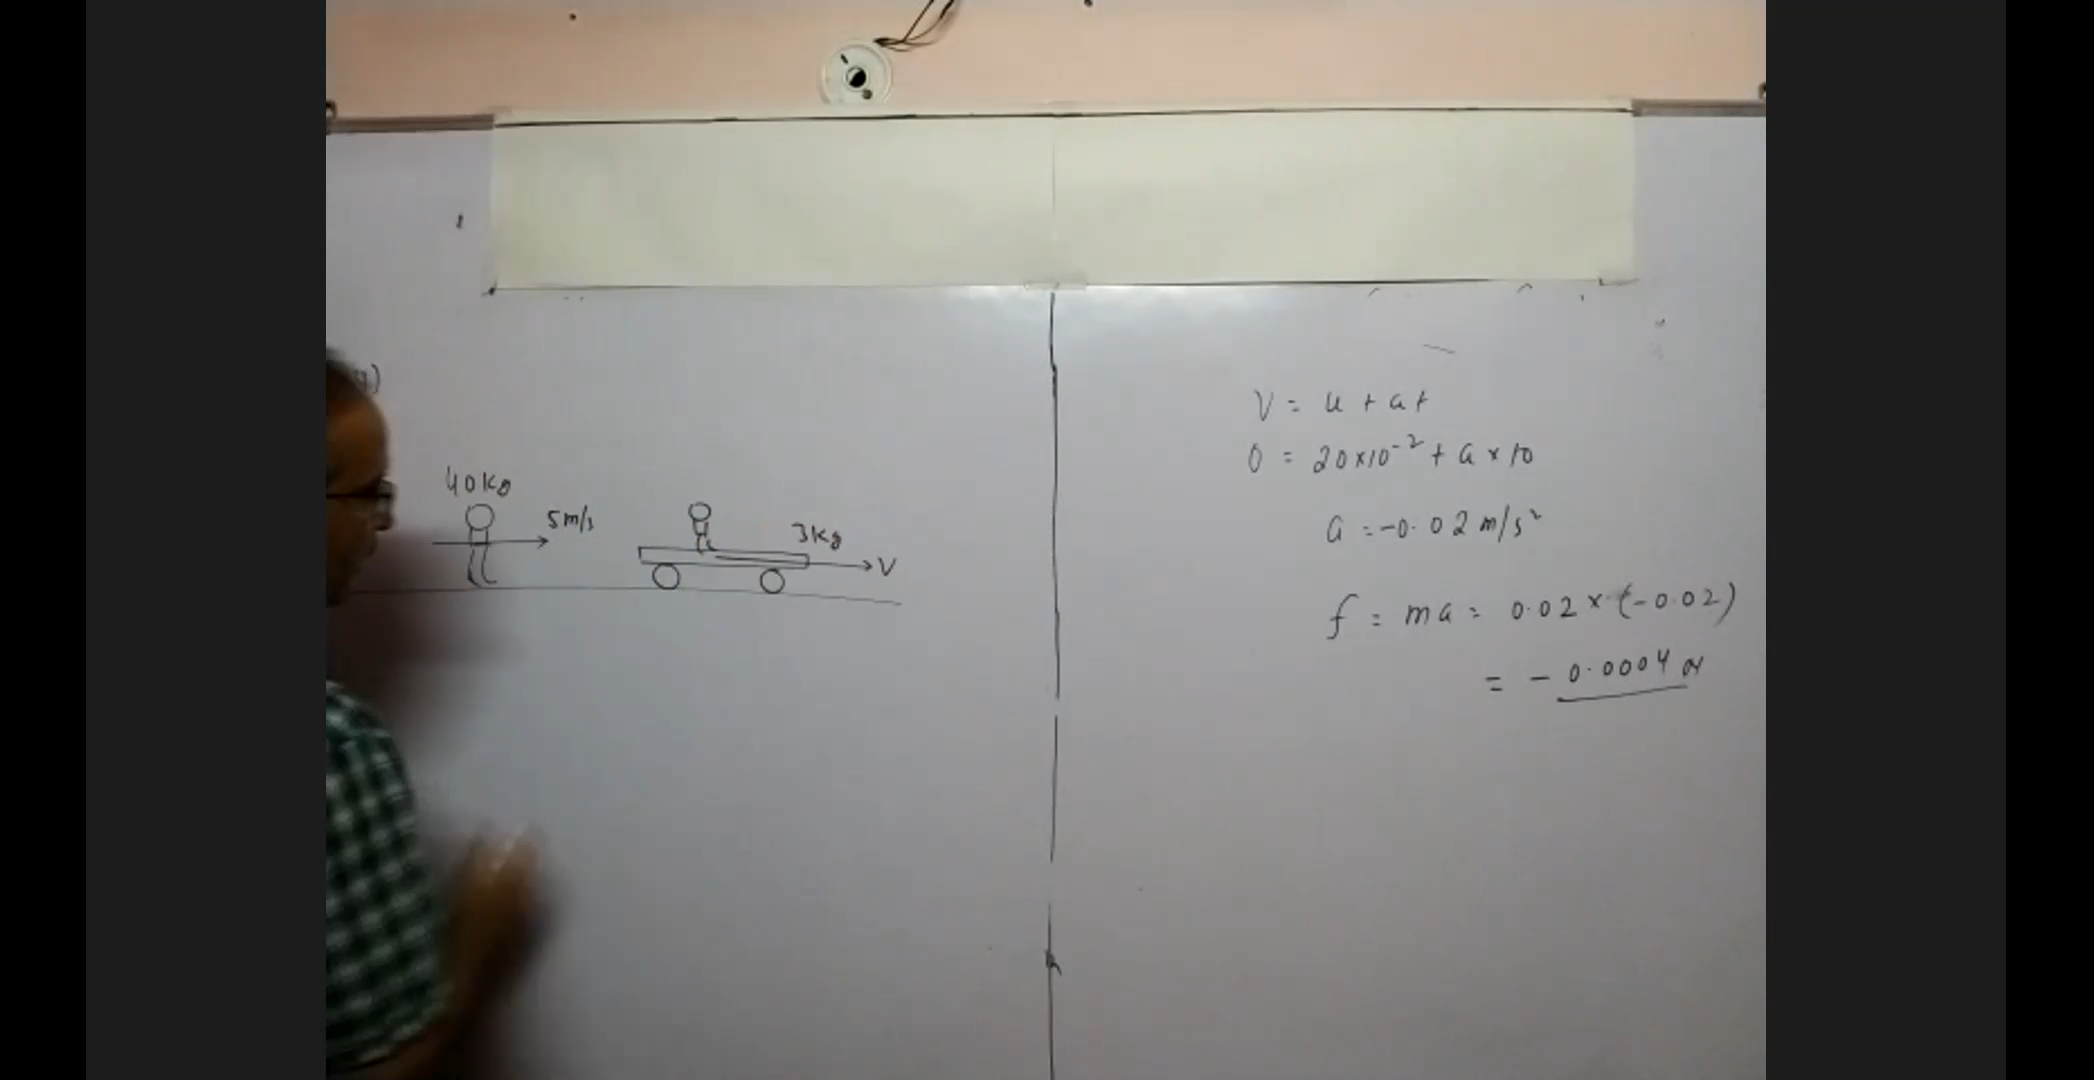 40kg
5m/s
3kg
V
V = u + at
0 = 20×10⁻² + a × 10
a = -0.02 m/s²
f = ma = 0.02 × (-0.02)
= - 0.0004